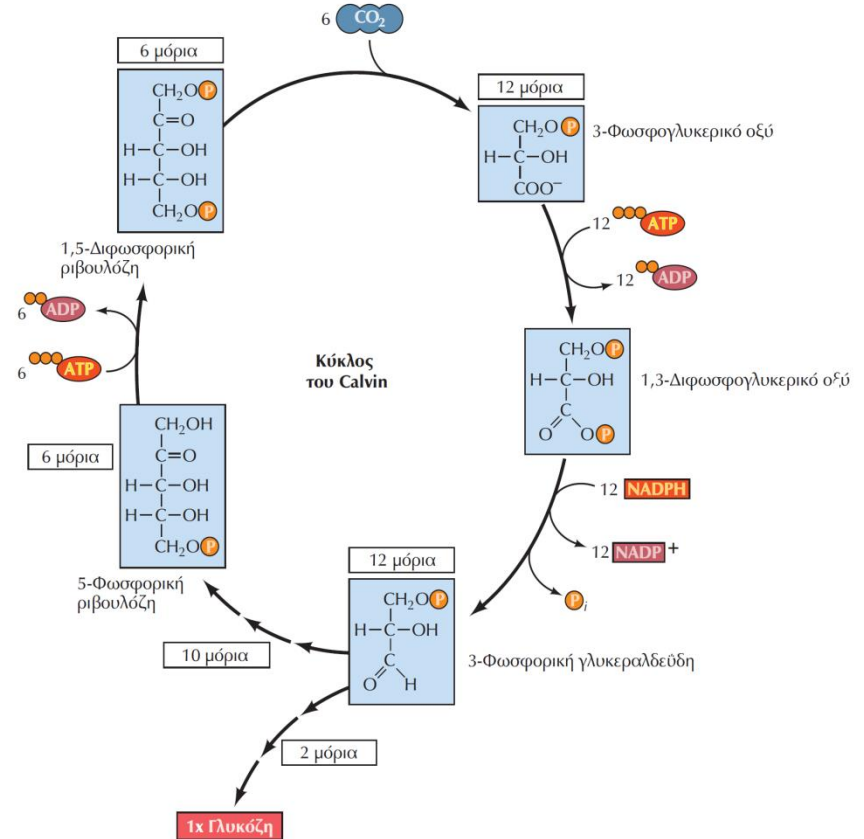 6 CO₂
6 μόρια
CH₂O P
C=O
H–C–OH
H–C–OH
CH₂O P
1,5-Διφωσφορική
ριβουλόζη
12 μόρια
CH₂O P
H–C–OH
COO⁻
3-Φωσφογλυκερικό οξύ
12 ATP
12 ADP
CH₂O P
H–C–OH
C
O O P
1,3-Διφωσφογλυκερικό οξύ
12 NADPH
12 NADP +
Pi
12 μόρια
CH₂O P
H–C–OH
C
O H
3-Φωσφορική γλυκεραλδεΰδη
10 μόρια
2 μόρια
1x Γλυκόζη
6 μόρια
CH₂OH
C=O
H–C–OH
H–C–OH
CH₂O P
5-Φωσφορική
ριβουλόζη
6 ATP
6 ADP
Κύκλος
του Calvin